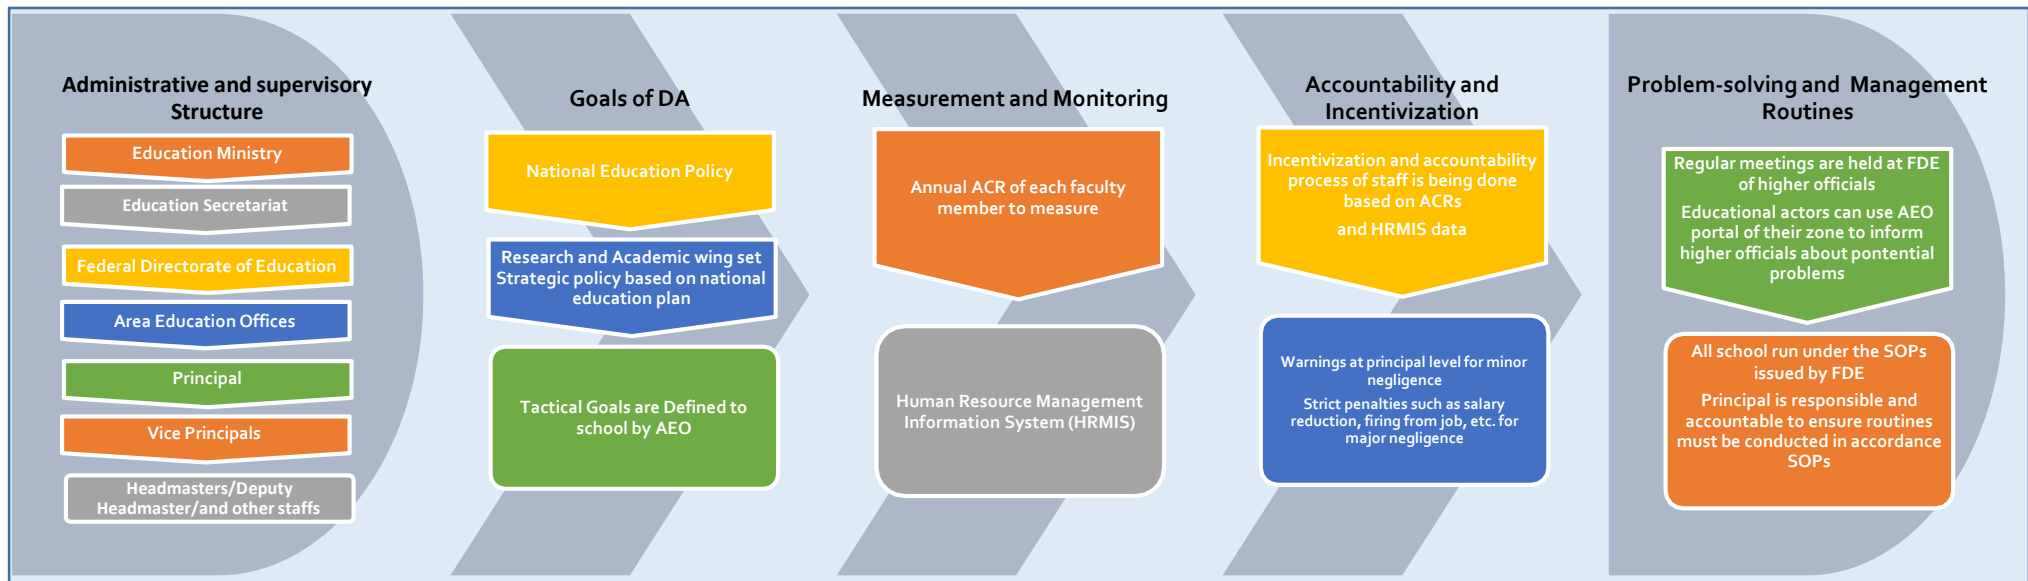 Administrative and supervisory
Structure
Education Ministry
Education Secretariat
Federal Directorate of Education
Area Education Offices
Principal
Vice Principals
Headmasters/Deputy
Headmaster/and other staffs
Goals of DA
National Education Policy
Research and Academic wing set
Strategic policy based on national
education plan
Tactical Goals are Defined to
school by AEO
Measurement and Monitoring
Annual ACR of each faculty
member to measure
Human Resource Management
Information System (HRMIS)
Accountability and
Incentivization
Incentivization and accountability
process of staff is being done
based on ACRs
and HRMIS data
Warnings at principal level for minor
negligence
Strict penalties such as salary
reduction, firing from job, etc. for
major negligence
Problem-solving and Management
Routines
Regular meetings are held at FDE
of higher officials
Educational actors can use AEO
portal of their zone to inform
higher officials about pontential
problems
All school run under the SOPs
issued by FDE
Principal is responsible and
accountable to ensure routines
must be conducted in accordance
SOPs